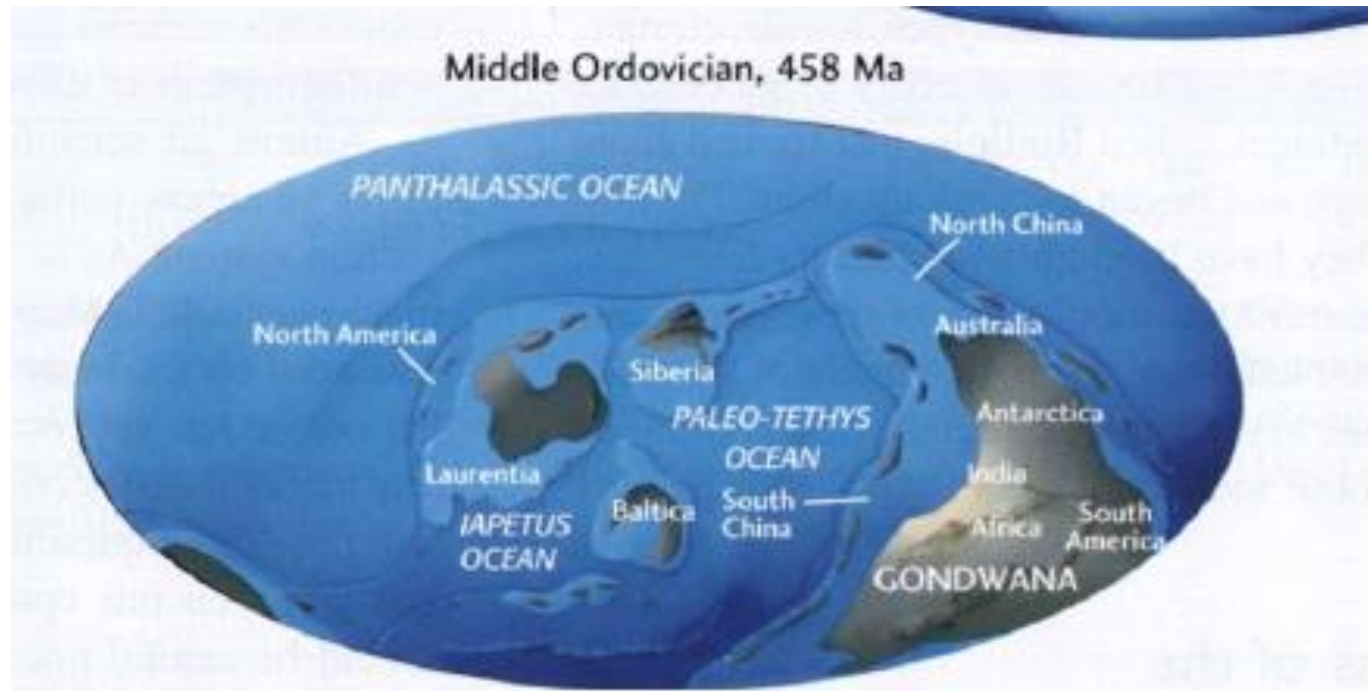 Middle Ordovician, 458 Ma
PANTHALASSIC OCEAN
North China
North America
Australia
Siberia
PALEO-TETHYS
OCEAN
Antarctica
Laurentia
India
Baltica
South
China
IAPETUS
OCEAN
Africa
South
America
GONDWANA